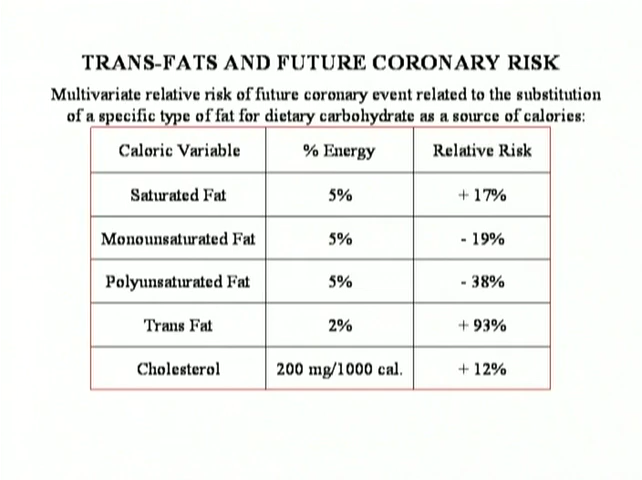 TRANS-FATS AND FUTURE CORONARY RISK
Multivariate relative risk of future coronary event related to the substitution
of a specific type of fat for dietary carbohydrate as a source of calories:
Caloric Variable % Energy Relative Risk
Saturated Fat 5% + 17%
Monounsaturated Fat 5% - 19%
Polyunsaturated Fat 5% - 38%
Trans Fat 2% + 93%
Cholesterol 200 mg/1000 cal. + 12%